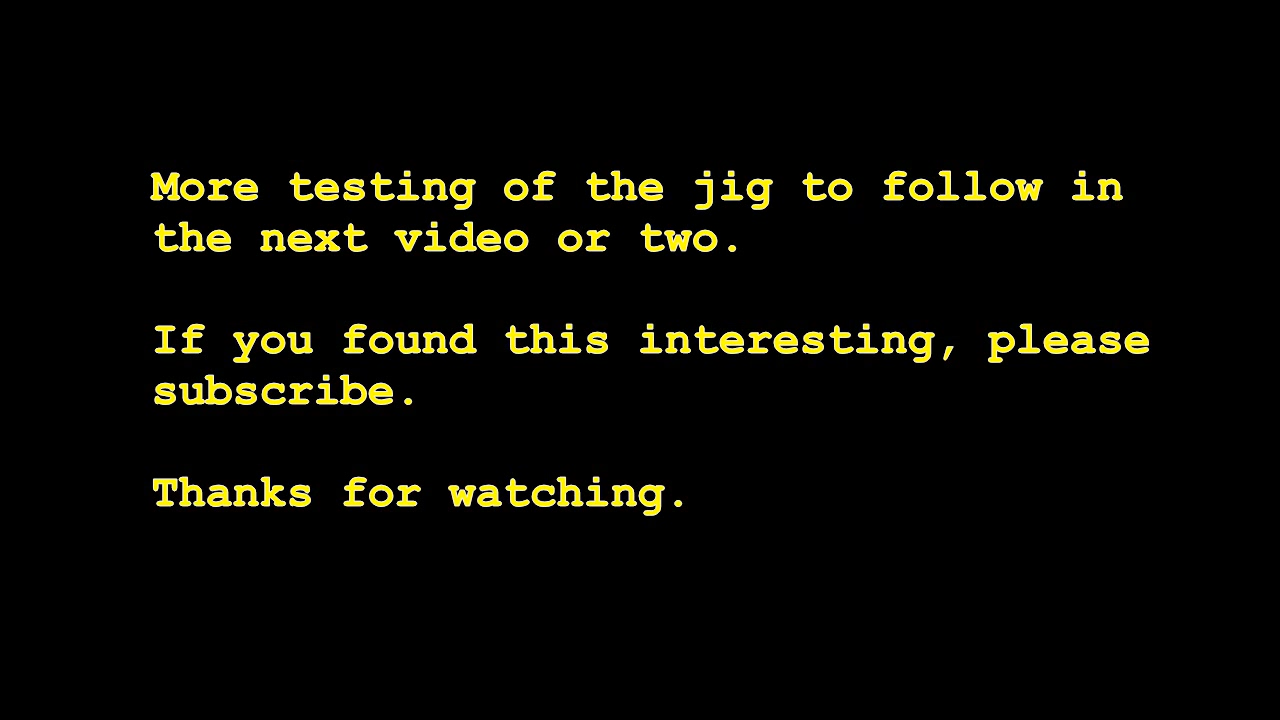 More testing of the jig to follow in
the next video or two.
If you found this interesting, please
subscribe.
Thanks for watching.